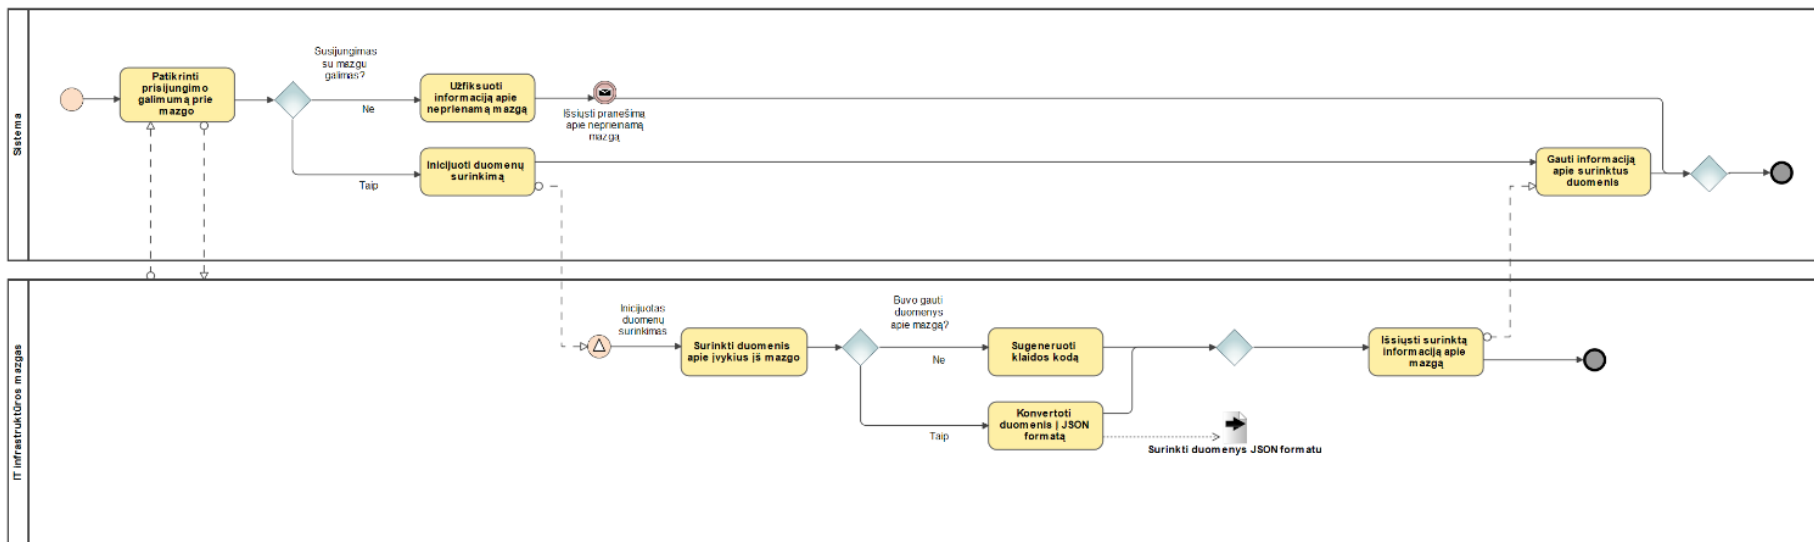 Sistema
Patikrinti
prisijungimo
galimumą prie
mazgo
Susijungimas
su mazgu
galimas?
Ne
Taip
Užfiksuoti
informaciją apie
neprienamą mazgą
Išsiųsti pranešimą
apie neprieinamą
mazgą
Inicijuoti duomenų
surinkimą
Gauti informaciją
apie surinktus
duomenis
IT infrastruktūros mazgas
Inicijuotas
duomenų
surinkimas
Surinkti duomenis
apie įvykius įš mazgo
Buvo gauti
duomenys
apie mazgą?
Ne
Taip
Sugeneruoti
klaidos kodą
Konvertoti
duomenis į JSON
formatą
Surinkti duomenys JSON formatu
Išsiųsti surinktą
informaciją apie
mazgą